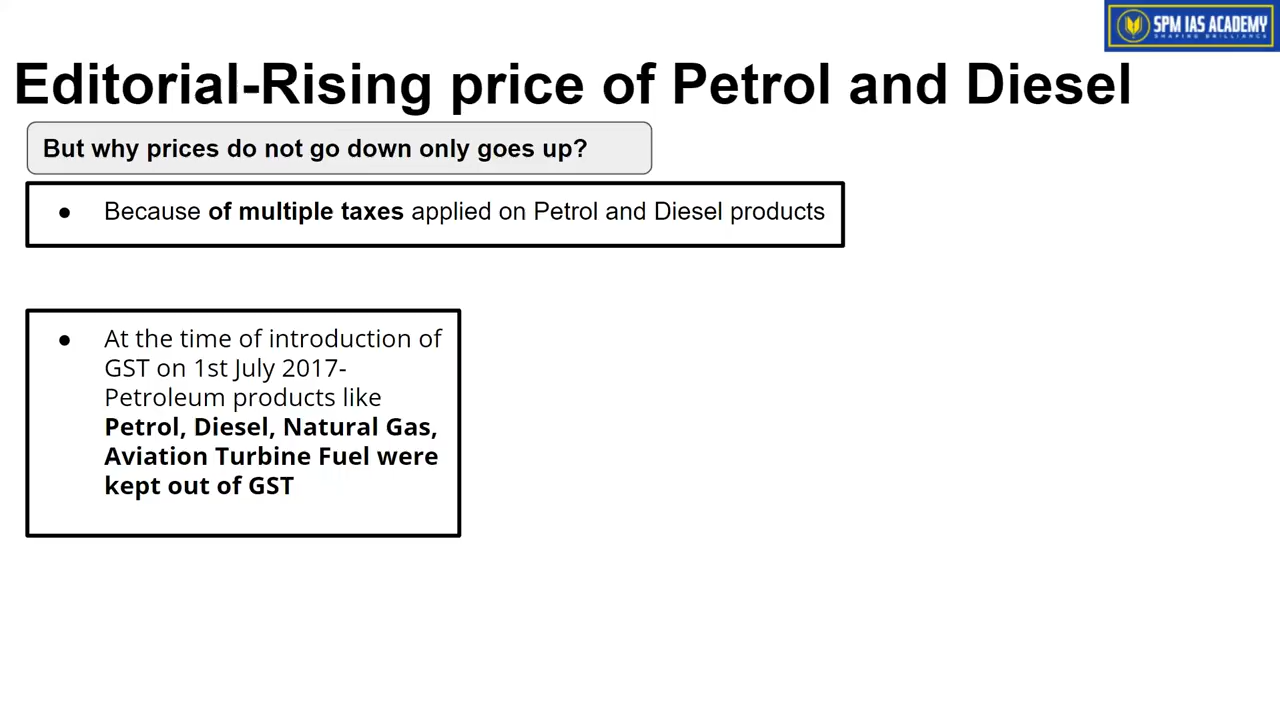 SPM IAS ACADEMY
SHAPING BRILLIANCE
Editorial-Rising price of Petrol and Diesel
But why prices do not go down only goes up?
● Because of multiple taxes applied on Petrol and Diesel products
● At the time of introduction of
GST on 1st July 2017-
Petroleum products like
Petrol, Diesel, Natural Gas,
Aviation Turbine Fuel were
kept out of GST